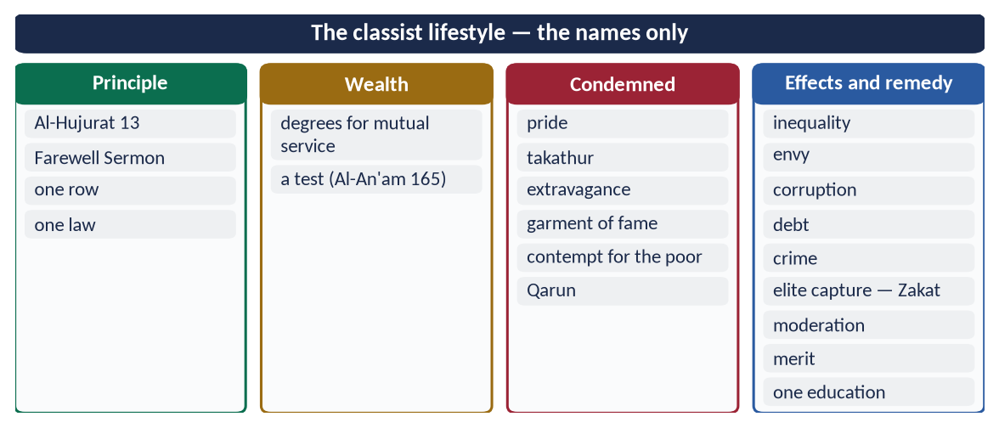 The classist lifestyle — the names only
Principle
Al-Hujurat 13
Farewell Sermon
one row
one law
Wealth
degrees for mutual
service
a test (Al-An'am 165)
Condemned
pride
takathur
extravagance
garment of fame
contempt for the poor
Qarun
Effects and remedy
inequality
envy
corruption
debt
crime
elite capture — Zakat
moderation
merit
one education